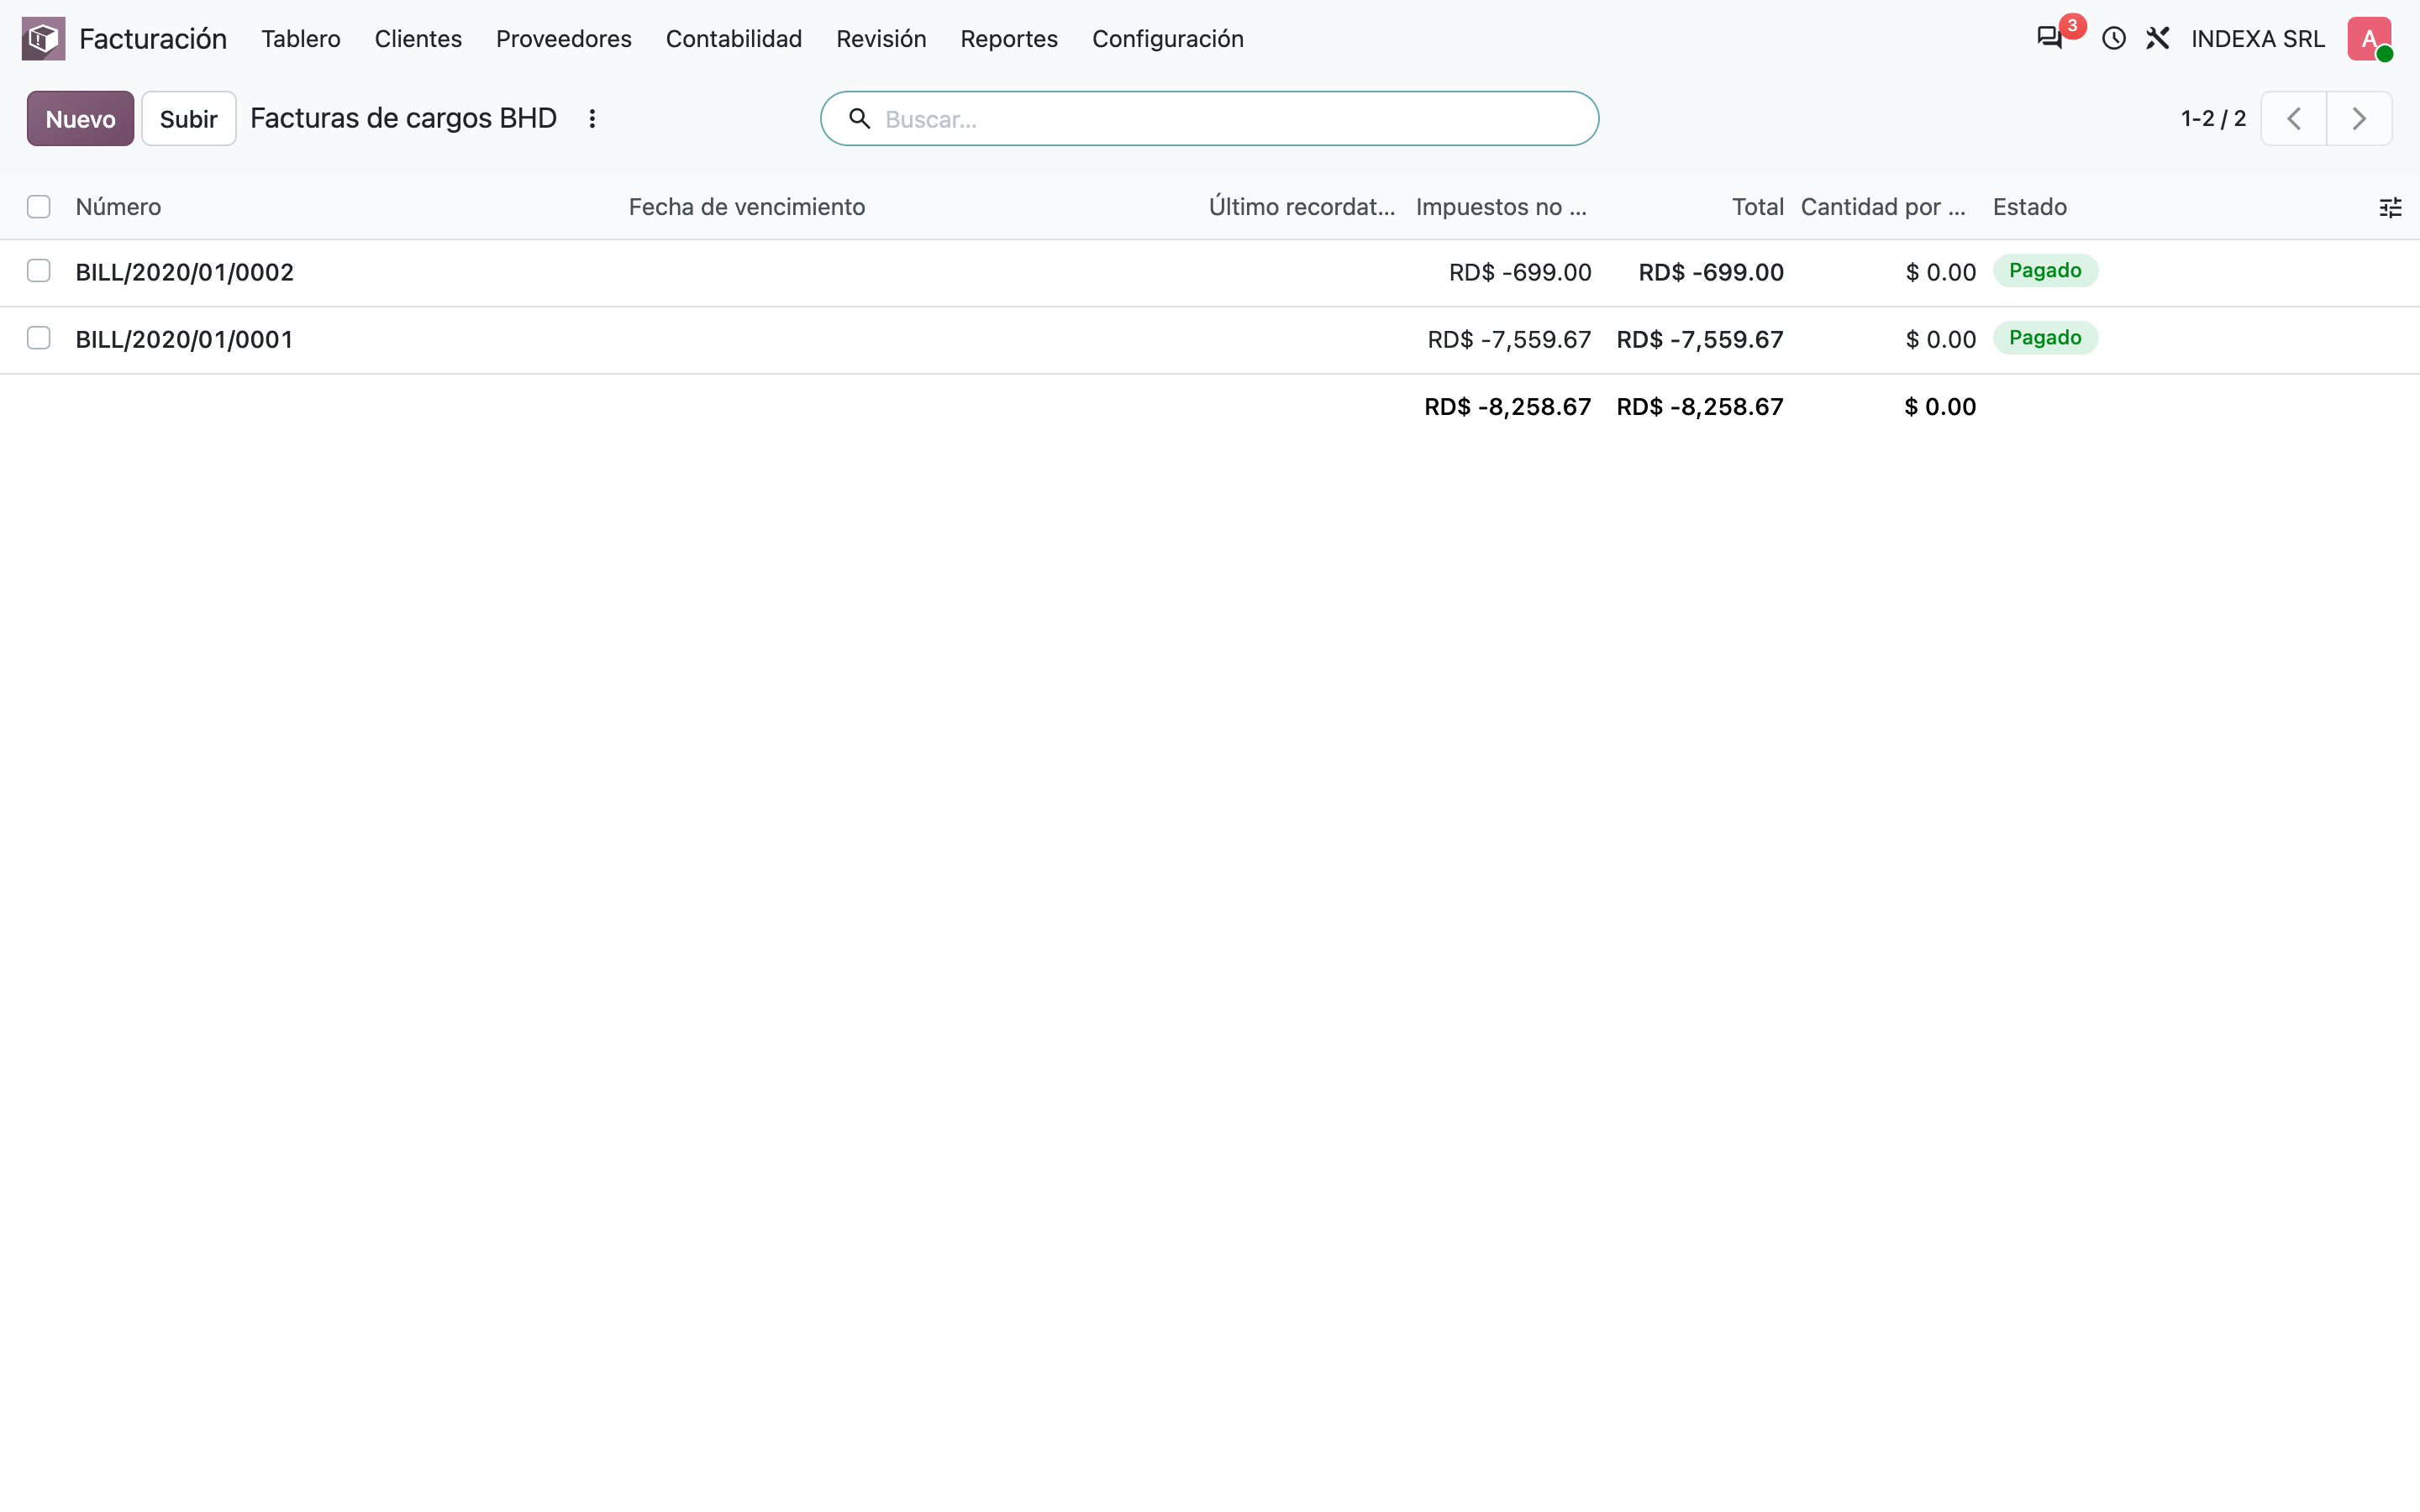 Facturación Tablero Clientes Proveedores Contabilidad Revisión Reportes Configuración 3 INDEXA SRL A
Nuevo Subir Facturas de cargos BHD Buscar... 1-2 / 2
Número Fecha de vencimiento Último recordat... Impuestos no ... Total Cantidad por ... Estado
BILL/2020/01/0002 RD$ -699.00 RD$ -699.00 $ 0.00 Pagado
BILL/2020/01/0001 RD$ -7,559.67 RD$ -7,559.67 $ 0.00 Pagado
RD$ -8,258.67 RD$ -8,258.67 $ 0.00